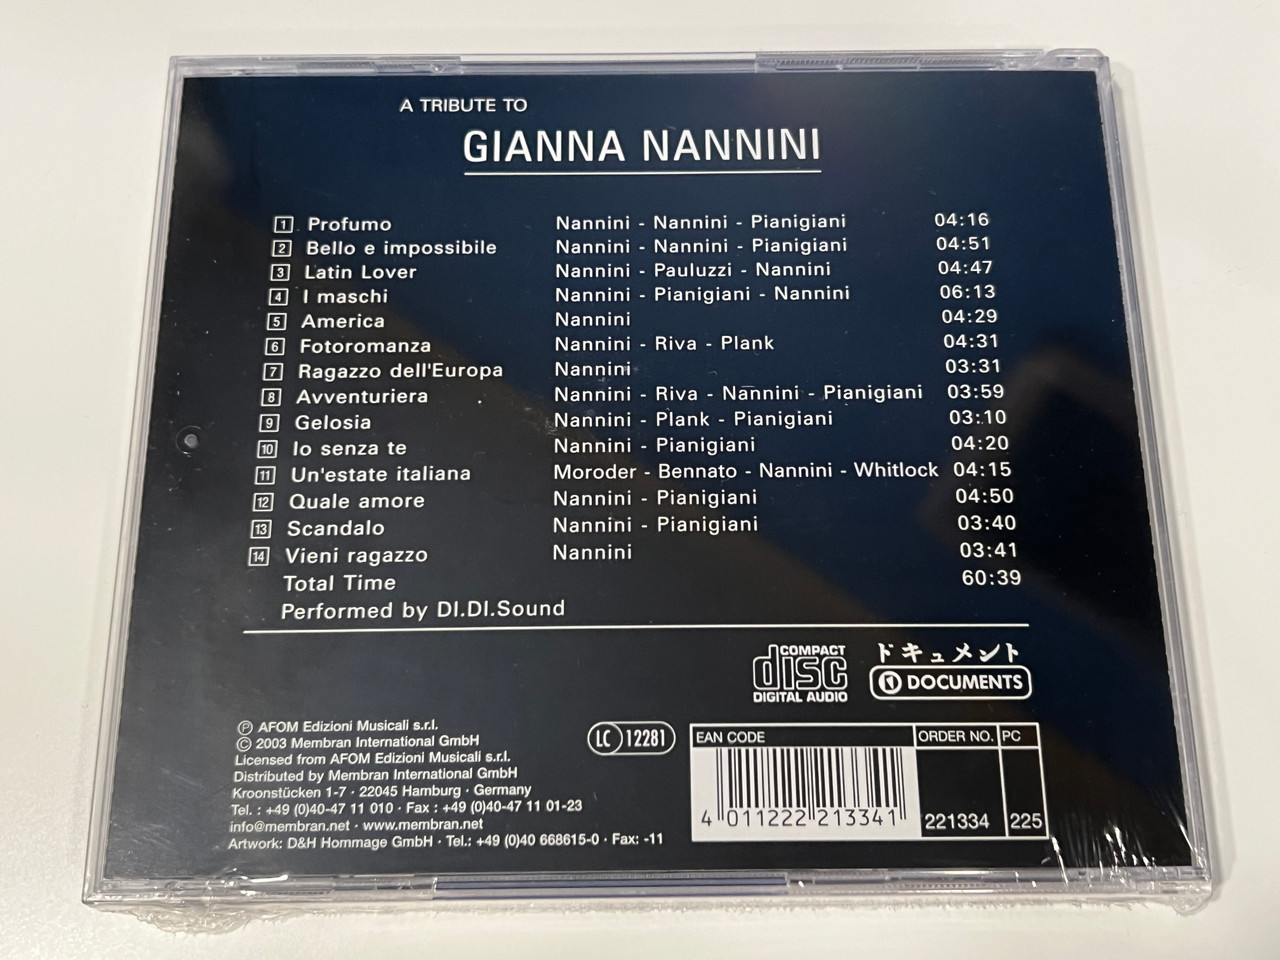 A TRIBUTE TO
GIANNA NANNINI
1 Profumo Nannini - Nannini - Pianigiani 04:16
2 Bello e impossibile Nannini - Nannini - Pianigiani 04:51
3 Latin Lover Nannini - Pauluzzi - Nannini 04:47
4 I maschi Nannini - Pianigiani - Nannini 06:13
5 America Nannini 04:29
6 Fotoromanza Nannini - Riva - Plank 04:31
7 Ragazzo dell'Europa Nannini 03:31
8 Avventuriera Nannini - Riva - Nannini - Pianigiani 03:59
9 Gelosia Nannini - Plank - Pianigiani 03:10
10 Io senza te Nannini - Pianigiani 04:20
11 Un'estate italiana Moroder - Bennato - Nannini - Whitlock 04:15
12 Quale amore Nannini - Pianigiani 04:50
13 Scandalo Nannini - Pianigiani 03:40
14 Vieni ragazzo Nannini 03:41
Total Time 60:39
Performed by DI.DI.Sound
COMPACT
disc
DIGITAL AUDIO
ドキュメント
DOCUMENTS
℗ AFOM Edizioni Musicali s.r.l.
© 2003 Membran International GmbH
Licensed from AFOM Edizioni Musicali s.r.l.
Distributed by Membran International GmbH
Kroonstücken 1-7 · 22045 Hamburg · Germany
Tel. : +49 (0)40-47 11 010 · Fax : +49 (0)40-47 11 01-23
info@membran.net · www.membran.net
Artwork: D&H Hommage GmbH · Tel.: +49 (0)40 668615-0 · Fax: -11
LC 12281
EAN CODE ORDER NO. PC
4 011222 213341 221334 225